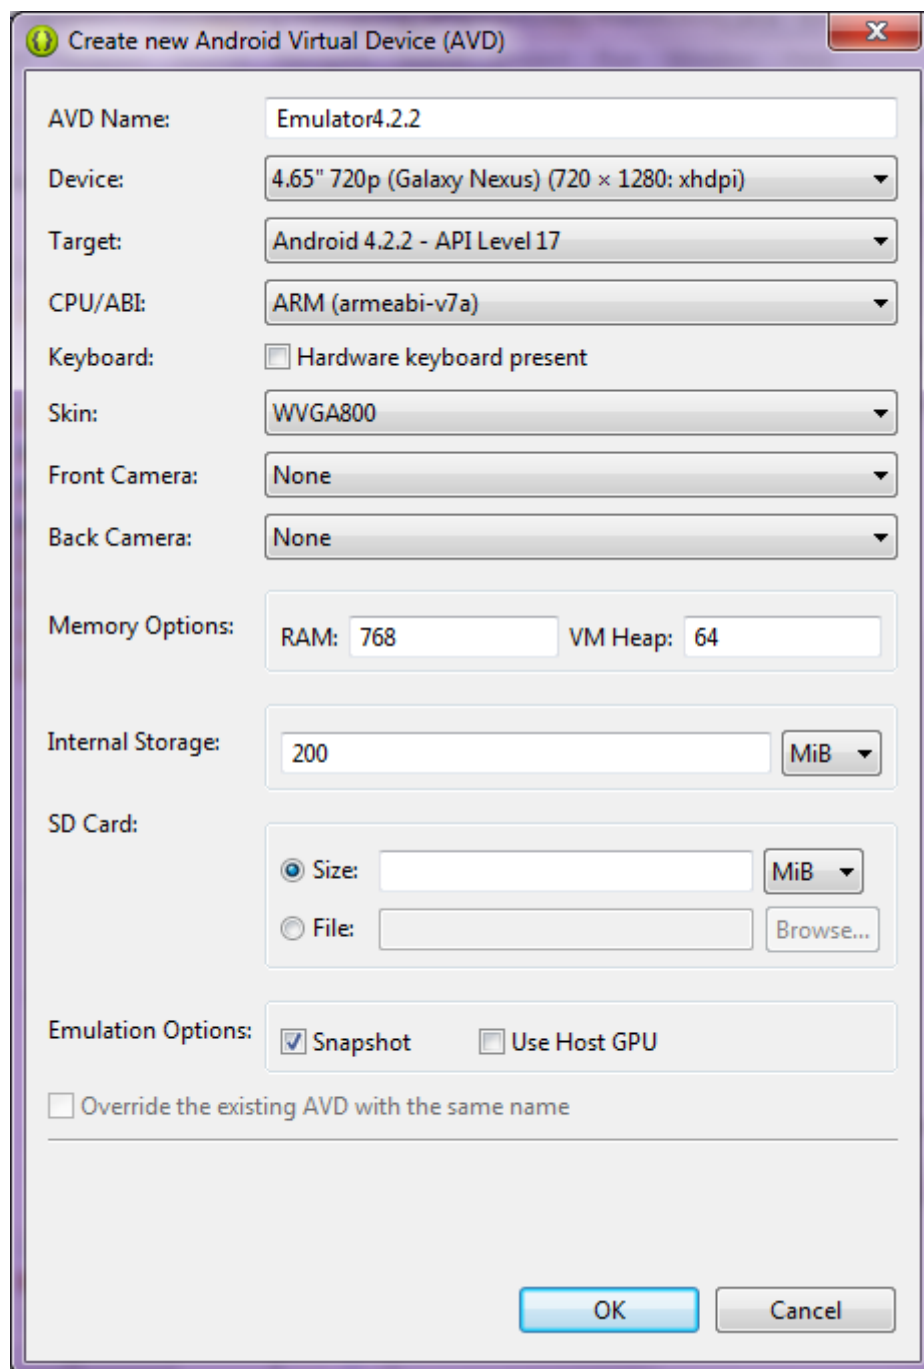 Create new Android Virtual Device (AVD)
AVD Name: Emulator4.2.2
Device: 4.65" 720p (Galaxy Nexus) (720 × 1280: xhdpi)
Target: Android 4.2.2 - API Level 17
CPU/ABI: ARM (armeabi-v7a)
Keyboard: Hardware keyboard present
Skin: WVGA800
Front Camera: None
Back Camera: None
Memory Options: RAM: 768 VM Heap: 64
Internal Storage: 200 MiB
SD Card:
Size: MiB
File: Browse...
Emulation Options: Snapshot Use Host GPU
Override the existing AVD with the same name
OK Cancel